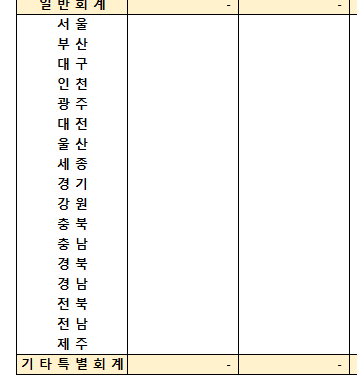 일 반 회 계 - -
서 울
부 산
대 구
인 천
광 주
대 전
울 산
세 종
경 기
강 원
충 북
충 남
경 북
경 남
전 북
전 남
제 주
기 타 특 별 회 계 - -